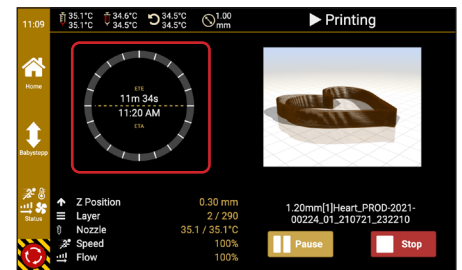 11:09
35.1°C
35.1°C
34.6°C
34.5°C
34.5°C
34.5°C
1.00
mm
Printing
Home
Babystepp
Status
ETE
11m 34s
11:20 AM
ETA
Z Position 0.30 mm
Layer 2 / 290
Nozzle 35.1 / 35.1°C
Speed 100%
Flow 100%
1.20mm[1]Heart_PROD-2021-
00224_01_210721_232210
Pause
Stop